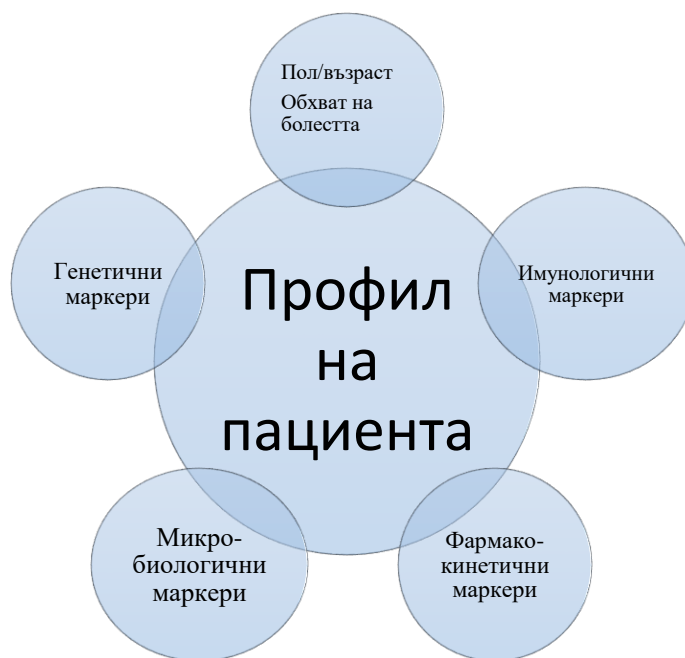 Пол/възраст
Обхват на
болестта
Генетични
маркери
Имунологични
маркери
Профил
на
пациента
Микро-
биологични
маркери
Фармако-
кинетични
маркери